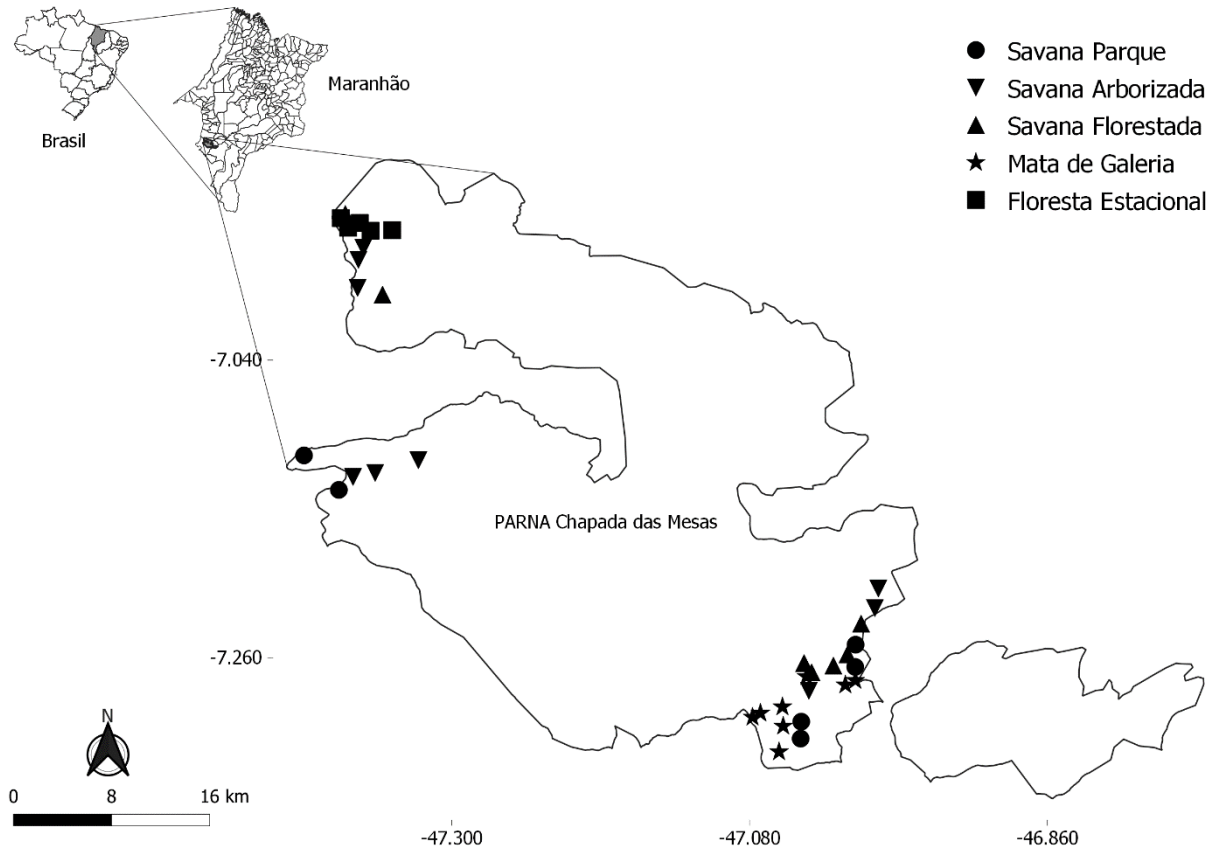 Brasil
Maranhão
Savana Parque
Savana Arborizada
Savana Florestada
Mata de Galeria
Floresta Estacional
-7.040
PARNA Chapada das Mesas
-7.260
N
0 8 16 km
-47.300 -47.080 -46.860